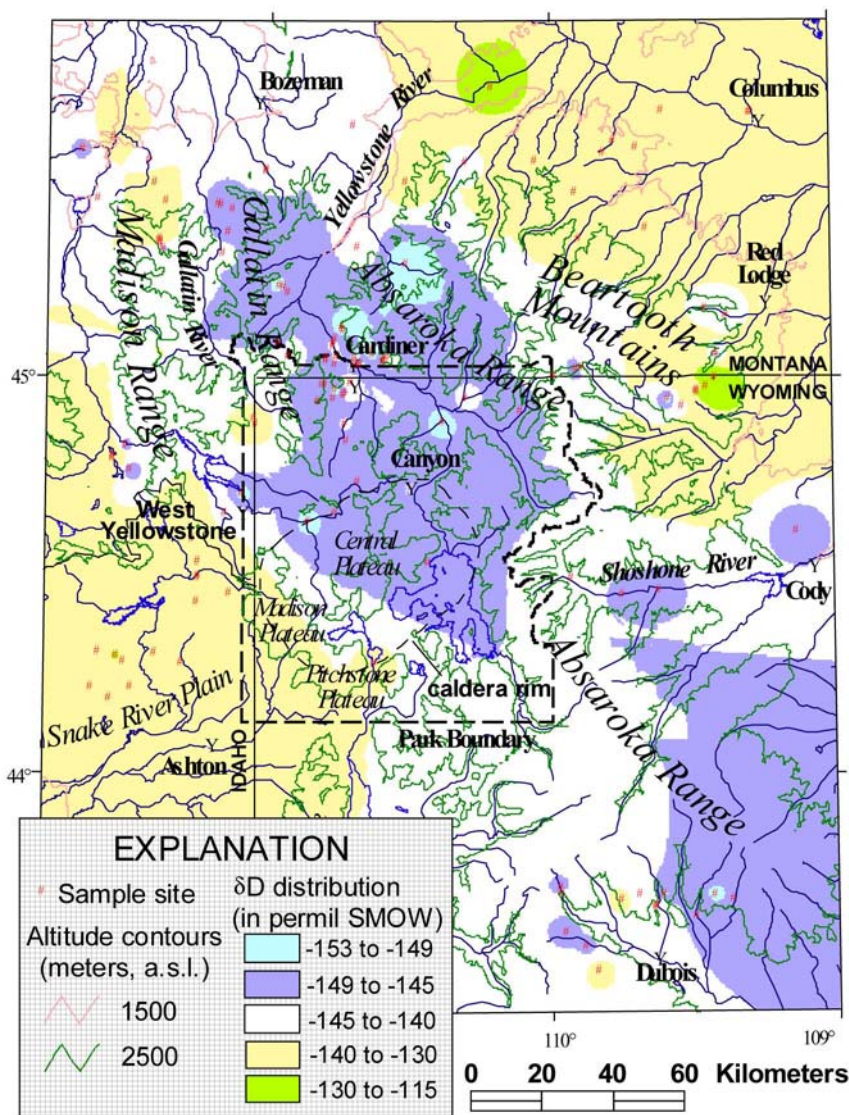 Bozeman
Columbus
Yellowstone River
Madison Range
Gallatin River
Gallatin Range
Absaroka Range
Beartooth Mountains
Red Lodge
Gardiner
45°
MONTANA
WYOMING
Canyon
West Yellowstone
Central Plateau
Shoshone River
Cody
Madison Plateau
Pitchstone Plateau
caldera rim
Snake River Plain
Absaroka Range
Park Boundary
IDAHO
Ashton
44°
Dubois
EXPLANATION
# Sample site
Altitude contours
(meters, a.s.l.)
1500
2500
δD distribution
(in permil SMOW)
-153 to -149
-149 to -145
-145 to -140
-140 to -130
-130 to -115
110°
109°
0 20 40 60 Kilometers